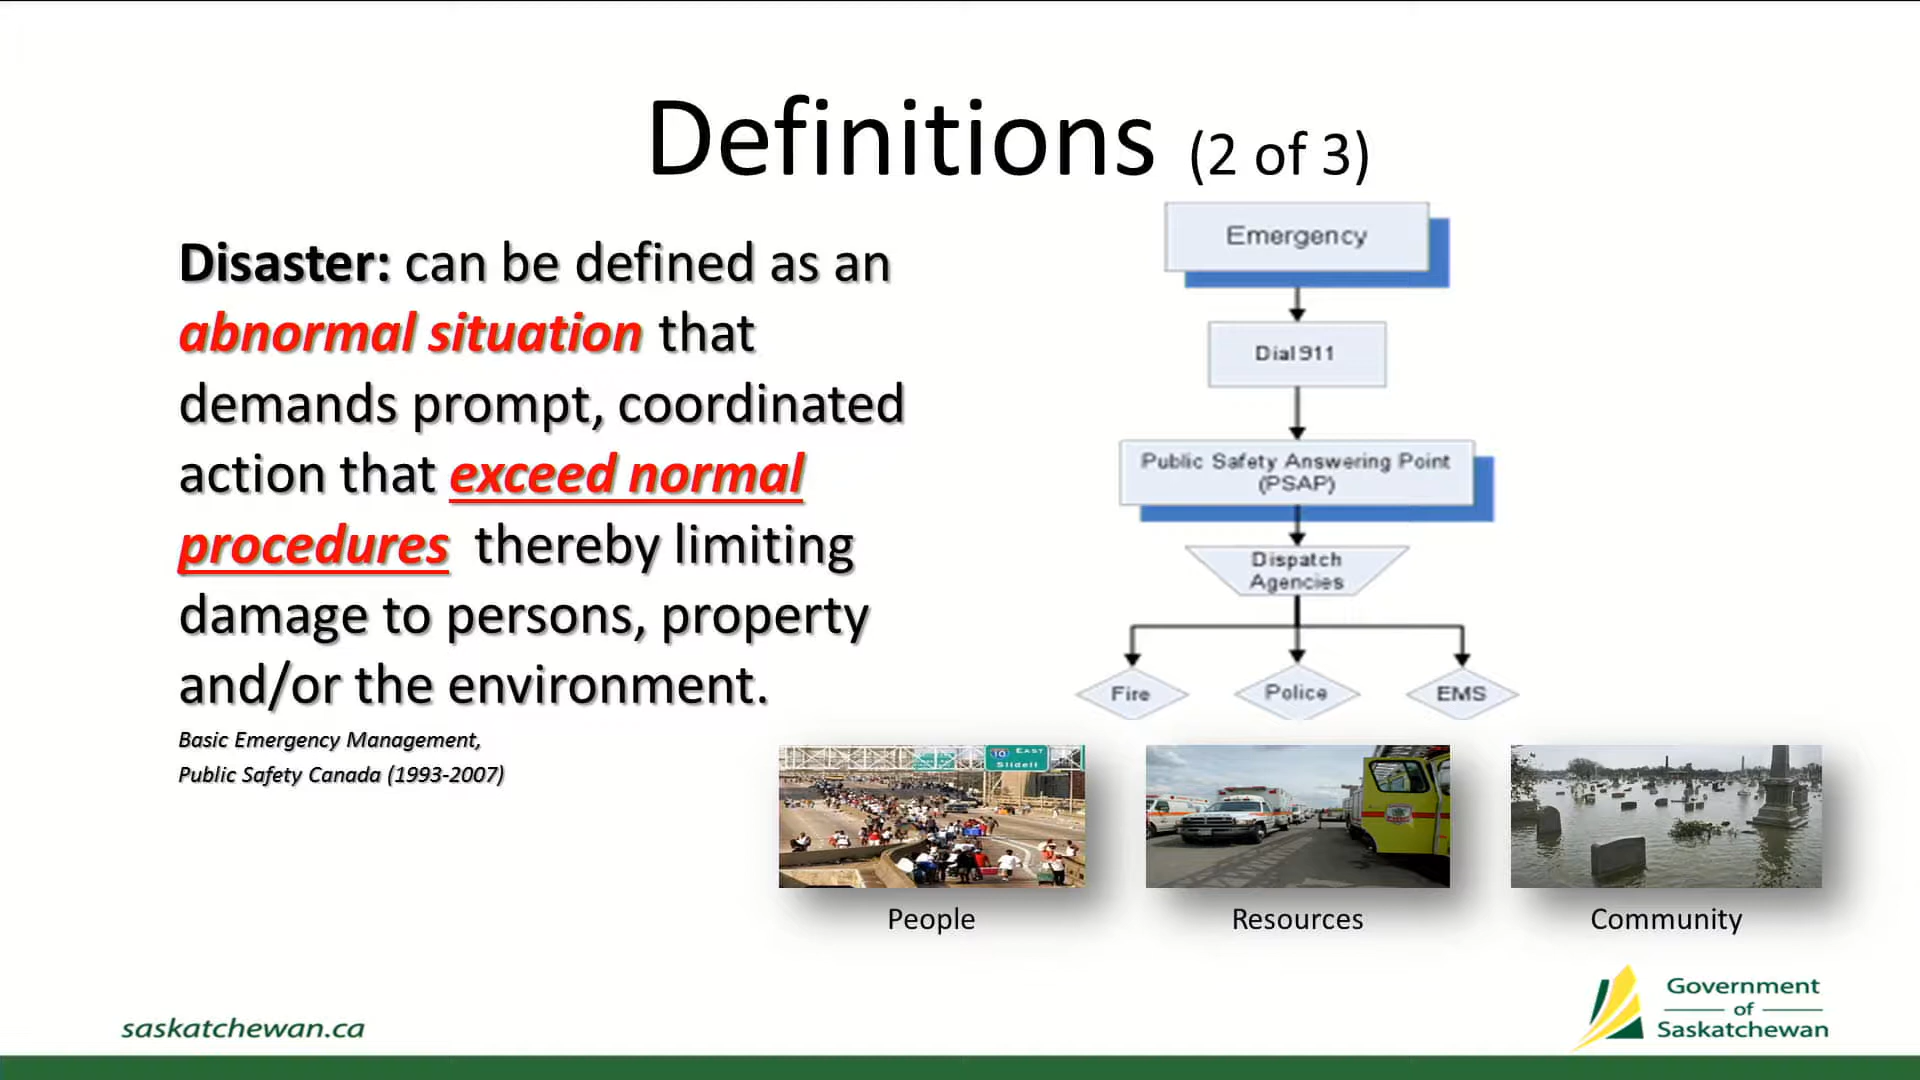 Definitions (2 of 3)
Disaster: can be defined as an
abnormal situation that
demands prompt, coordinated
action that exceed normal
procedures thereby limiting
damage to persons, property
and/or the environment.
Basic Emergency Management,
Public Safety Canada (1993-2007)
Emergency
Dial 911
Public Safety Answering Point
(PSAP)
Dispatch
Agencies
Fire
Police
EMS
10 EAST
Slidell
People
Resources
Community
saskatchewan.ca
Government
of
Saskatchewan